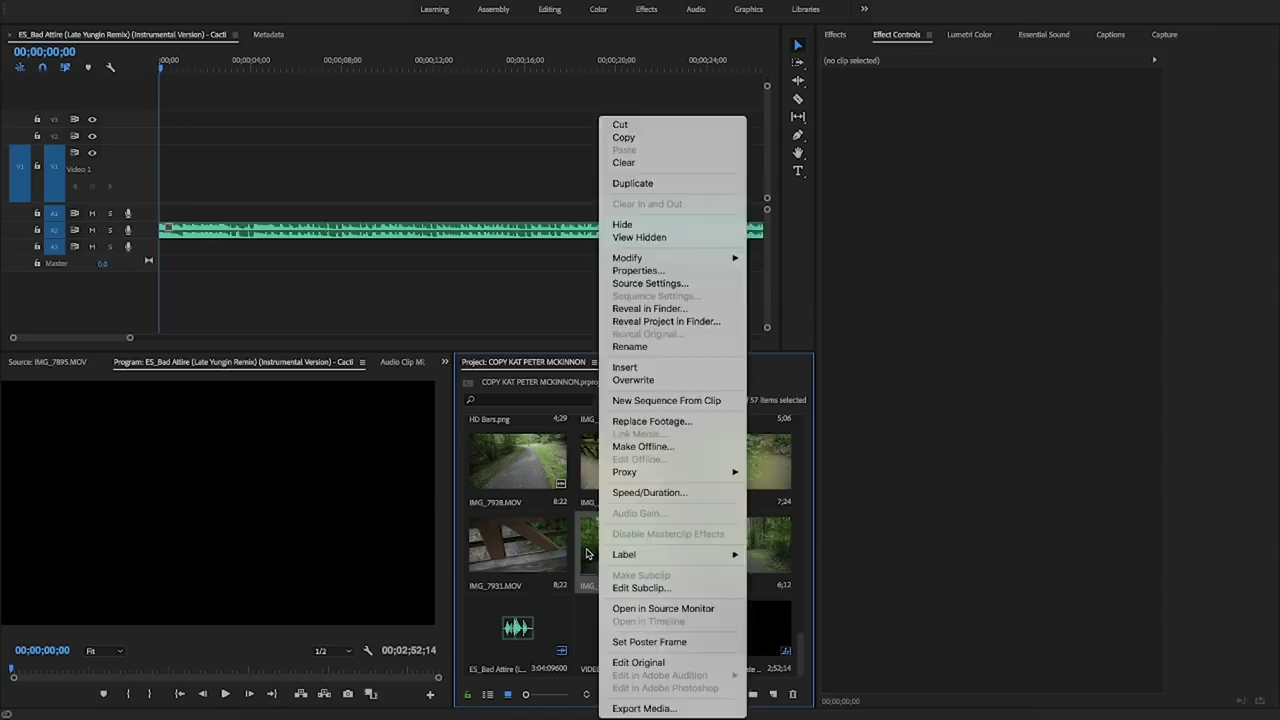 Learning Assembly Editing Color Effects Audio Graphics Libraries
ES_Bad Attire (Late Yungin Remix) (Instrumental Version) - Cacti Metadata
Effects Effect Controls Lumetri Color Essential Sound Captions Capture
00;00;00;00
(no clip selected)
;00;00 00;00;04;00 00;00;08;00 00;00;12;00 00;00;16;00 00;00;20;00 00;00;24;00
V3
V2
V1 V1
Video 1
A1 M S
A2 M S
A3 M S
Master 0,0
Cut
Copy
Paste
Clear
Duplicate
Clear In and Out
Hide
View Hidden
Modify
Properties...
Source Settings...
Sequence Settings...
Reveal in Finder...
Reveal Project in Finder...
Reveal Original...
Rename
Insert
Overwrite
New Sequence From Clip
Replace Footage...
Link Media...
Make Offline...
Edit Offline...
Proxy
Speed/Duration...
Audio Gain...
Disable Masterclip Effects
Label
Make Subclip
Edit Subclip...
Open in Source Monitor
Open in Timeline
Set Poster Frame
Edit Original
Edit in Adobe Audition
Edit in Adobe Photoshop
Export Media...
Source: IMG_7895.MOV Program: ES_Bad Attire (Late Yungin Remix) (Instrumental Version) - Cacti Audio Clip Mi
Project: COPY KAT PETER MCKINNON
COPY KAT PETER MCKINNON.prproj
/ 57 items selected
HD Bars.png 4;29 IMG_ 5;06
IMG_7928.MOV 8;22 IMG_ 7;24
IMG_7931.MOV 8;22 IMG_ 6;12
ES_Bad Attire (L... 3:04:09600 VIDEO 2;52;14
00;00;00;00 Fit 1/2 00;02;52;14
00;00;00;00